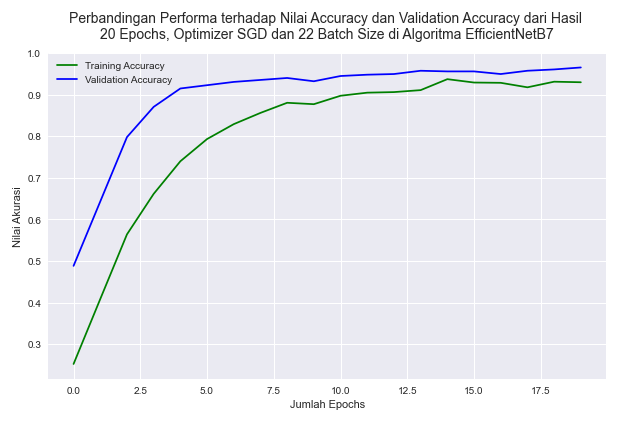 Perbandingan Performa terhadap Nilai Accuracy dan Validation Accuracy dari Hasil
20 Epochs, Optimizer SGD dan 22 Batch Size di Algoritma EfficientNetB7
Training Accuracy
Validation Accuracy
Nilai Akurasi
1.0
0.9
0.8
0.7
0.6
0.5
0.4
0.3
0.0 2.5 5.0 7.5 10.0 12.5 15.0 17.5
Jumlah Epochs